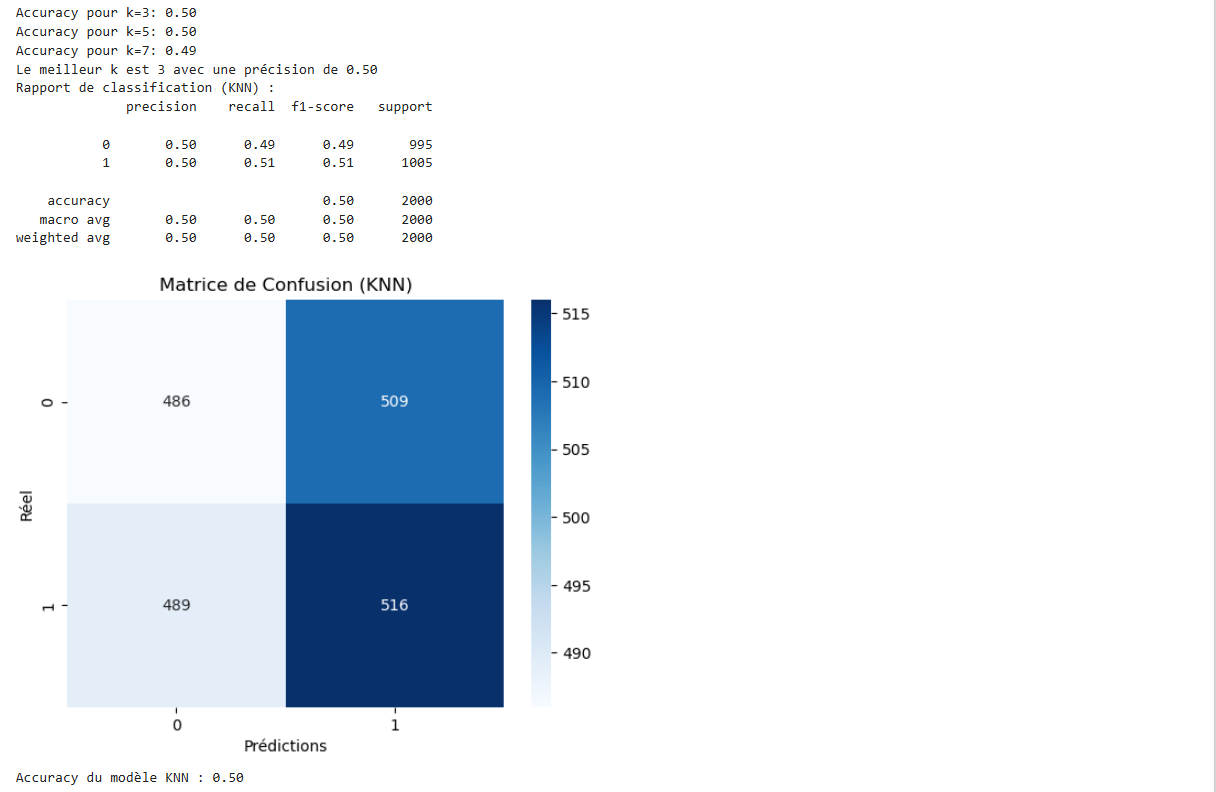 Accuracy pour k=3: 0.50
Accuracy pour k=5: 0.50
Accuracy pour k=7: 0.49
Le meilleur k est 3 avec une précision de 0.50
Rapport de classification (KNN) :
precision recall f1-score support
0 0.50 0.49 0.49 995
1 0.50 0.51 0.51 1005
accuracy 0.50 2000
macro avg 0.50 0.50 0.50 2000
weighted avg 0.50 0.50 0.50 2000
Matrice de Confusion (KNN)
515
510
505
500
495
490
0
486 509
Réel
1
489 516
0 1
Prédictions
Accuracy du modèle KNN : 0.50